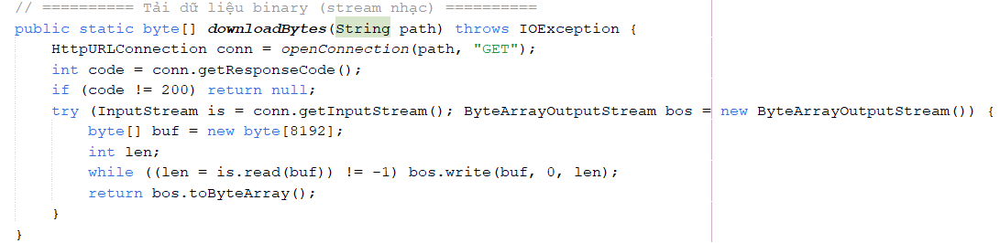 // ========== Tải dữ liệu binary (stream nhạc) ==========
public static byte[] downloadBytes(String path) throws IOException {
    HttpURLConnection conn = openConnection(path, "GET");
    int code = conn.getResponseCode();
    if (code != 200) return null;
    try (InputStream is = conn.getInputStream(); ByteArrayOutputStream bos = new ByteArrayOutputStream()) {
        byte[] buf = new byte[8192];
        int len;
        while ((len = is.read(buf)) != -1) bos.write(buf, 0, len);
        return bos.toByteArray();
    }
}